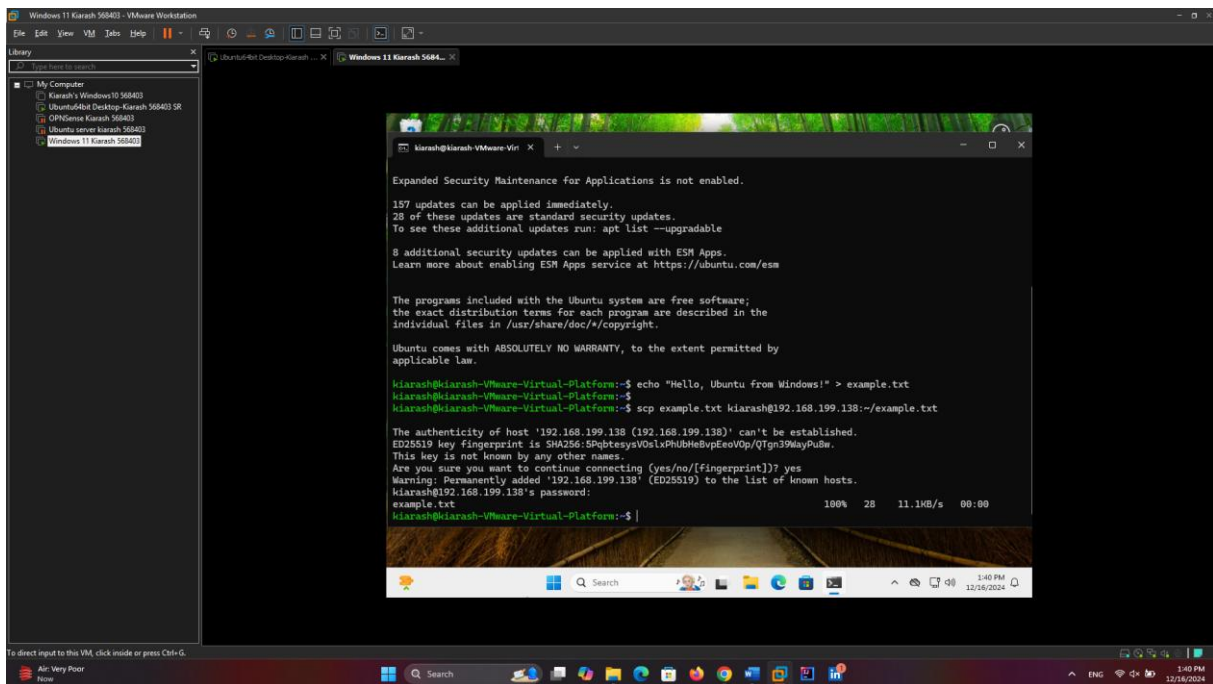 Windows 11 Kiarash 568403 - VMware Workstation
File Edit View VM Tabs Help
Library
Type here to search
My Computer
Kiarash's Windows10 568403
Ubuntu64bit Desktop-Kiarash 568403 SR
OPNSense Kiarash 568403
Ubuntu server kiarash 568403
Windows 11 Kiarash 568403
Ubuntu64bit Desktop-Kiarash ...
Windows 11 Kiarash 5684...
kiarash@kiarash-VMware-Virt
Expanded Security Maintenance for Applications is not enabled.
157 updates can be applied immediately.
28 of these updates are standard security updates.
To see these additional updates run: apt list --upgradable
8 additional security updates can be applied with ESM Apps.
Learn more about enabling ESM Apps service at https://ubuntu.com/esm
The programs included with the Ubuntu system are free software;
the exact distribution terms for each program are described in the
individual files in /usr/share/doc/*/copyright.
Ubuntu comes with ABSOLUTELY NO WARRANTY, to the extent permitted by
applicable law.
kiarash@kiarash-VMware-Virtual-Platform:~$ echo "Hello, Ubuntu from Windows!" > example.txt
kiarash@kiarash-VMware-Virtual-Platform:~$
kiarash@kiarash-VMware-Virtual-Platform:~$ scp example.txt kiarash@192.168.199.138:~/example.txt
The authenticity of host '192.168.199.138 (192.168.199.138)' can't be established.
ED25519 key fingerprint is SHA256:5PqbtesysVOslxPhUbHeBvpEeoVOp/QTgn39WayPu8w.
This key is not known by any other names.
Are you sure you want to continue connecting (yes/no/[fingerprint])? yes
Warning: Permanently added '192.168.199.138' (ED25519) to the list of known hosts.
kiarash@192.168.199.138's password:
example.txt 100% 28 11.1KB/s 00:00
kiarash@kiarash-VMware-Virtual-Platform:~$
Search
1:40 PM
12/16/2024
To direct input to this VM, click inside or press Ctrl+G.
Air: Very Poor
Now
Search
ENG
1:40 PM
12/16/2024